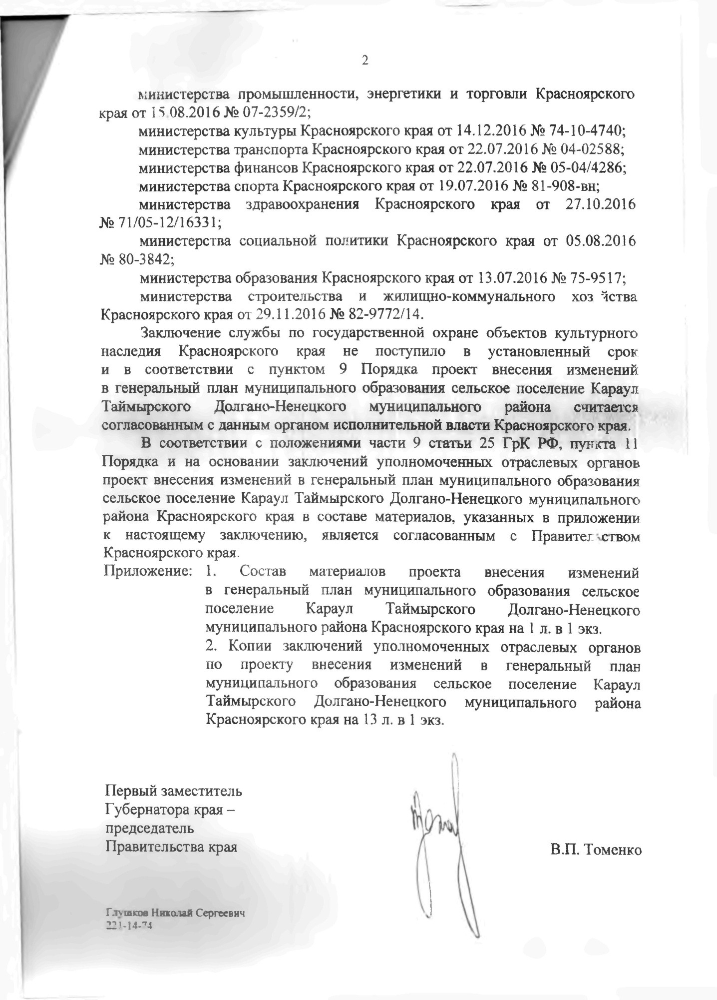 2
министерства промышленности, энергетики и торговли Красноярского
края от 15.08.2016 № 07-2359/2;
министерства культуры Красноярского края от 14.12.2016 № 74-10-4740;
министерства транспорта Красноярского края от 22.07.2016 № 04-02588;
министерства финансов Красноярского края от 22.07.2016 № 05-04/4286;
министерства спорта Красноярского края от 19.07.2016 № 81-908-вн;
министерства здравоохранения Красноярского края от 27.10.2016
№ 71/05-12/16331;
министерства социальной политики Красноярского края от 05.08.2016
№ 80-3842;
министерства образования Красноярского края от 13.07.2016 № 75-9517;
министерства строительства и жилищно-коммунального хозяйства
Красноярского края от 29.11.2016 № 82-9772/14.
Заключение службы по государственной охране объектов культурного
наследия Красноярского края не поступило в установленный срок
и в соответствии с пунктом 9 Порядка проект внесения изменений
в генеральный план муниципального образования сельское поселение Караул
Таймырского Долгано-Ненецкого муниципального района считается
согласованным с данным органом исполнительной власти Красноярского края.
В соответствии с положениями части 9 статьи 25 ГрК РФ, пункта 11
Порядка и на основании заключений уполномоченных отраслевых органов
проект внесения изменений в генеральный план муниципального образования
сельское поселение Караул Таймырского Долгано-Ненецкого муниципального
района Красноярского края в составе материалов, указанных в приложении
к настоящему заключению, является согласованным с Правительством
Красноярского края.
Приложение: 1. Состав материалов проекта внесения изменений
в генеральный план муниципального образования сельское
поселение Караул Таймырского Долгано-Ненецкого
муниципального района Красноярского края на 1 л. в 1 экз.
2. Копии заключений уполномоченных отраслевых органов
по проекту внесения изменений в генеральный план
муниципального образования сельское поселение Караул
Таймырского Долгано-Ненецкого муниципального района
Красноярского края на 13 л. в 1 экз.
Первый заместитель
Губернатора края –
председатель
Правительства края
В.П. Томенко
Глушков Николай Сергеевич
221-14-74